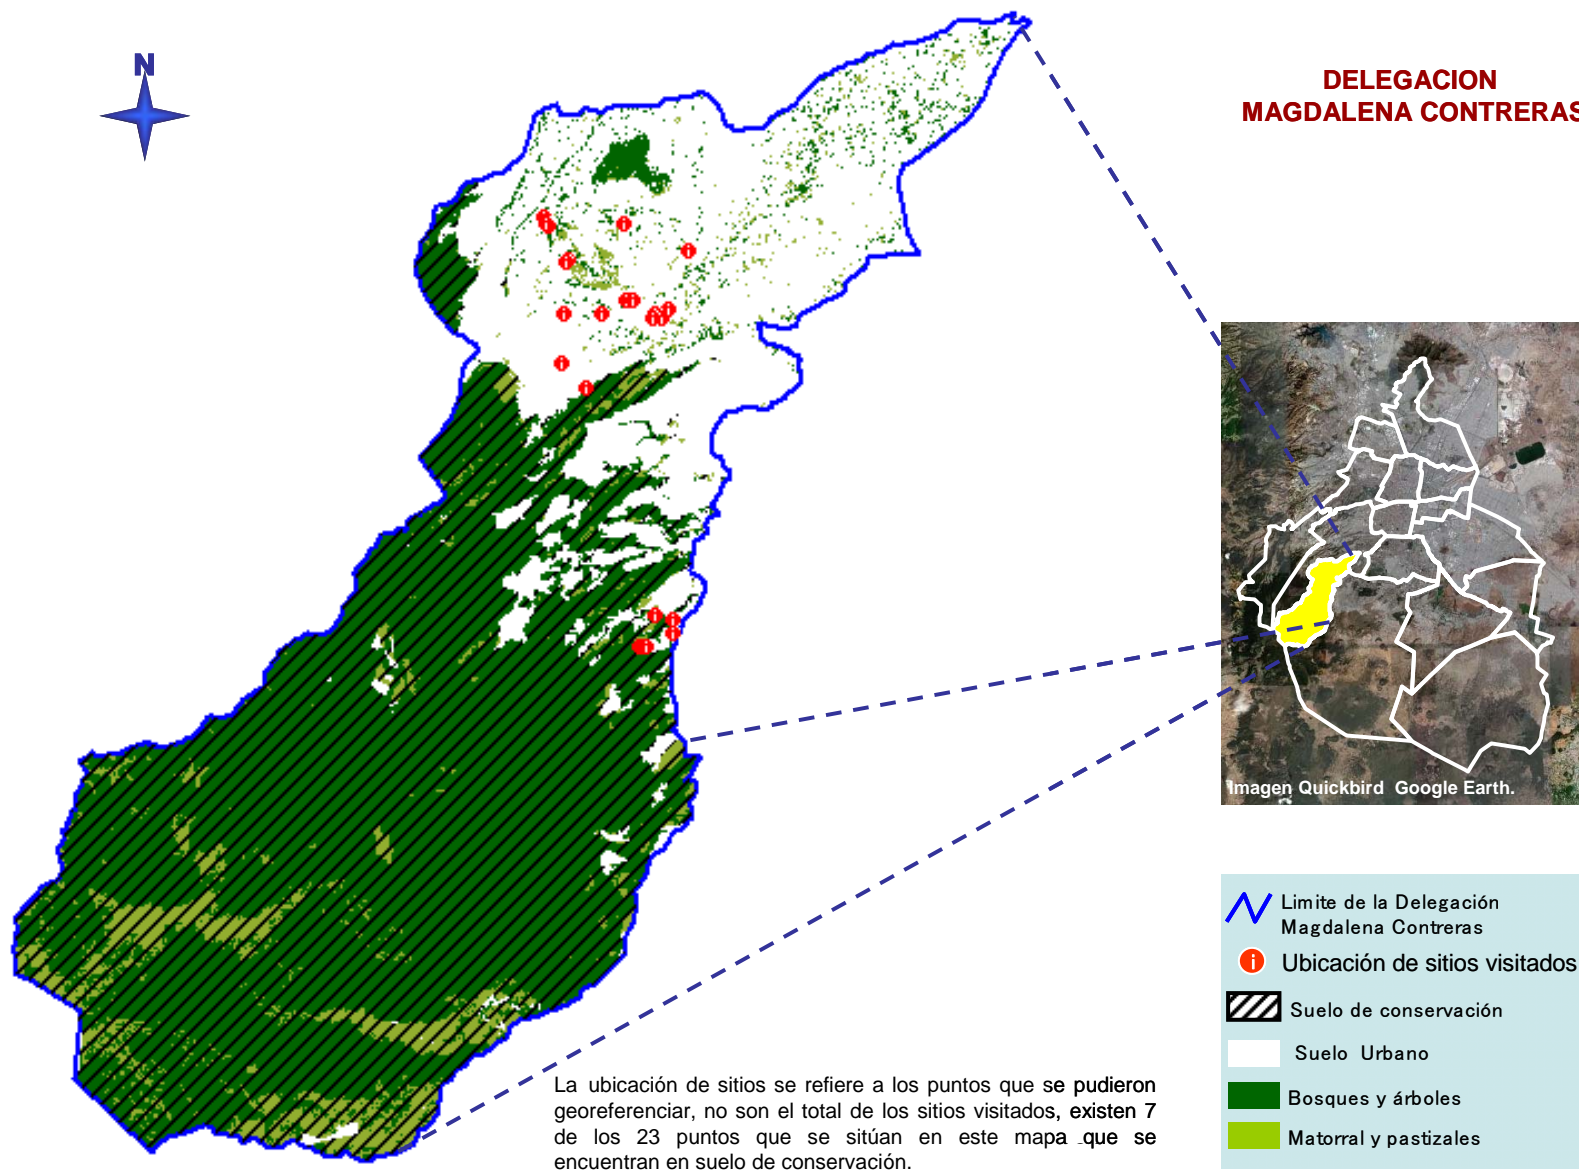 N
DELEGACION
MAGDALENA CONTRERAS
Imagen Quickbird Google Earth.
Limite de la Delegación
Magdalena Contreras
Ubicación de sitios visitados
Suelo de conservación
Suelo Urbano
Bosques y árboles
Matorral y pastizales
La ubicación de sitios se refiere a los puntos que se pudieron
georeferenciar, no son el total de los sitios visitados, existen 7
de los 23 puntos que se sitúan en este mapa que se
encuentran en suelo de conservación.